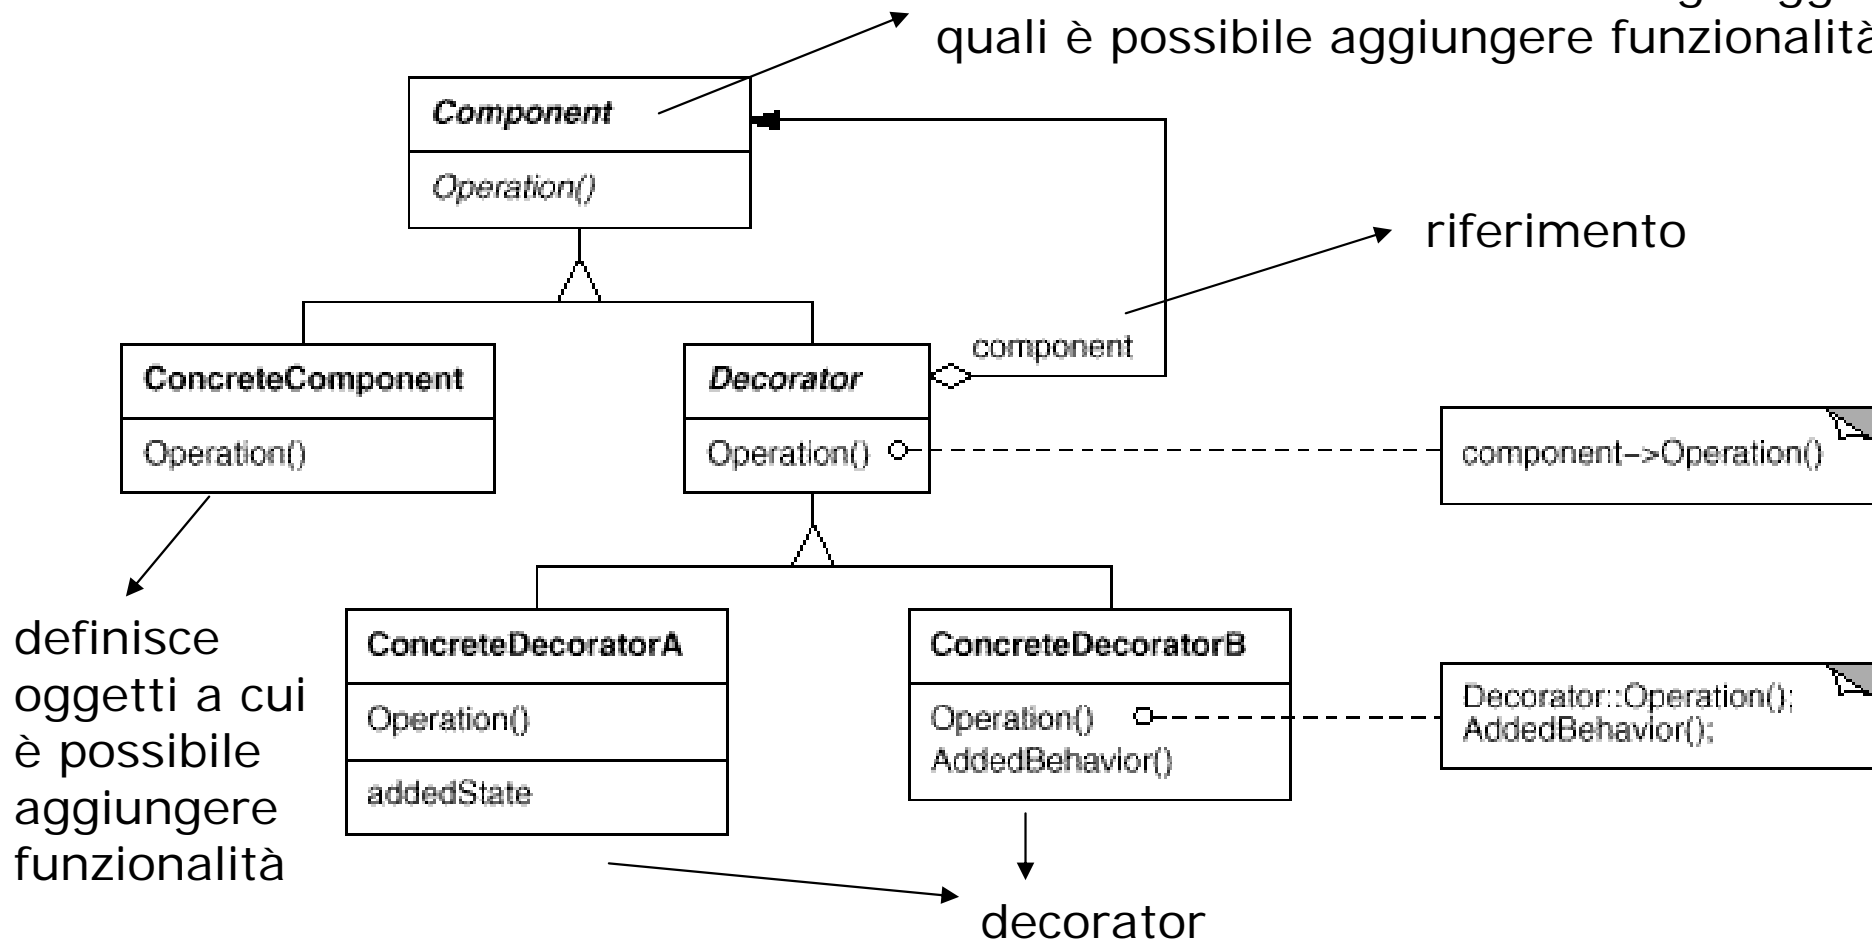 quali è possibile aggiungere funzionalità
Component
Operation()
riferimento
component
ConcreteComponent
Decorator
Operation()
Operation()
component–>Operation()
definisce
oggetti a cui
è possibile
aggiungere
funzionalità
ConcreteDecoratorA
ConcreteDecoratorB
Operation()
Operation()
AddedBehavior()
addedState
Decorator::Operation();
AddedBehavior();
decorator